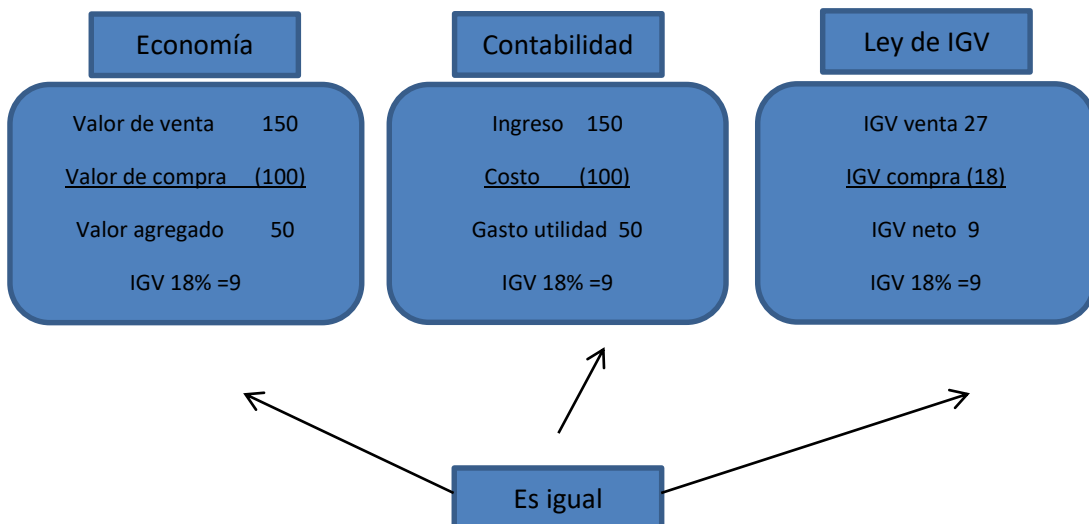 Economía
Valor de venta 150
Valor de compra (100)
Valor agregado 50
IGV 18% =9
Contabilidad
Ingreso 150
Costo (100)
Gasto utilidad 50
IGV 18% =9
Ley de IGV
IGV venta 27
IGV compra (18)
IGV neto 9
IGV 18% =9
Es igual